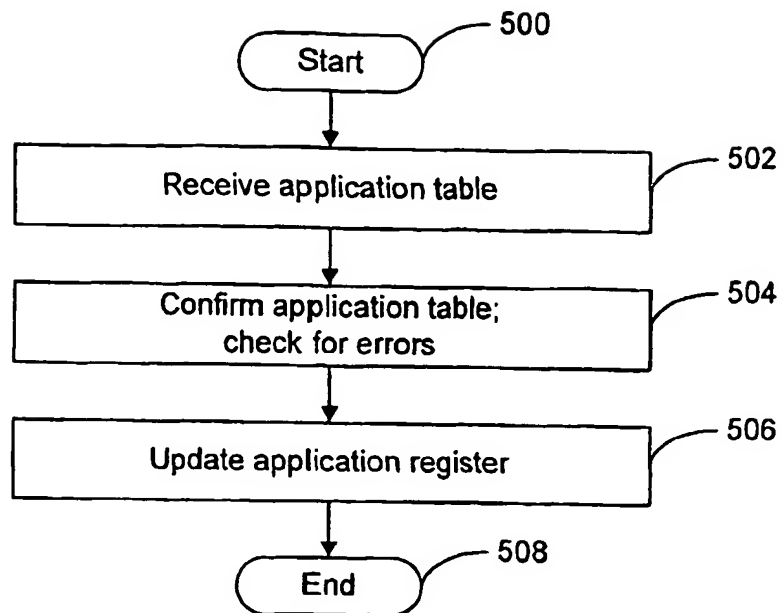 500
Start
502
Receive application table
504
Confirm application table;
check for errors
506
Update application register
508
End